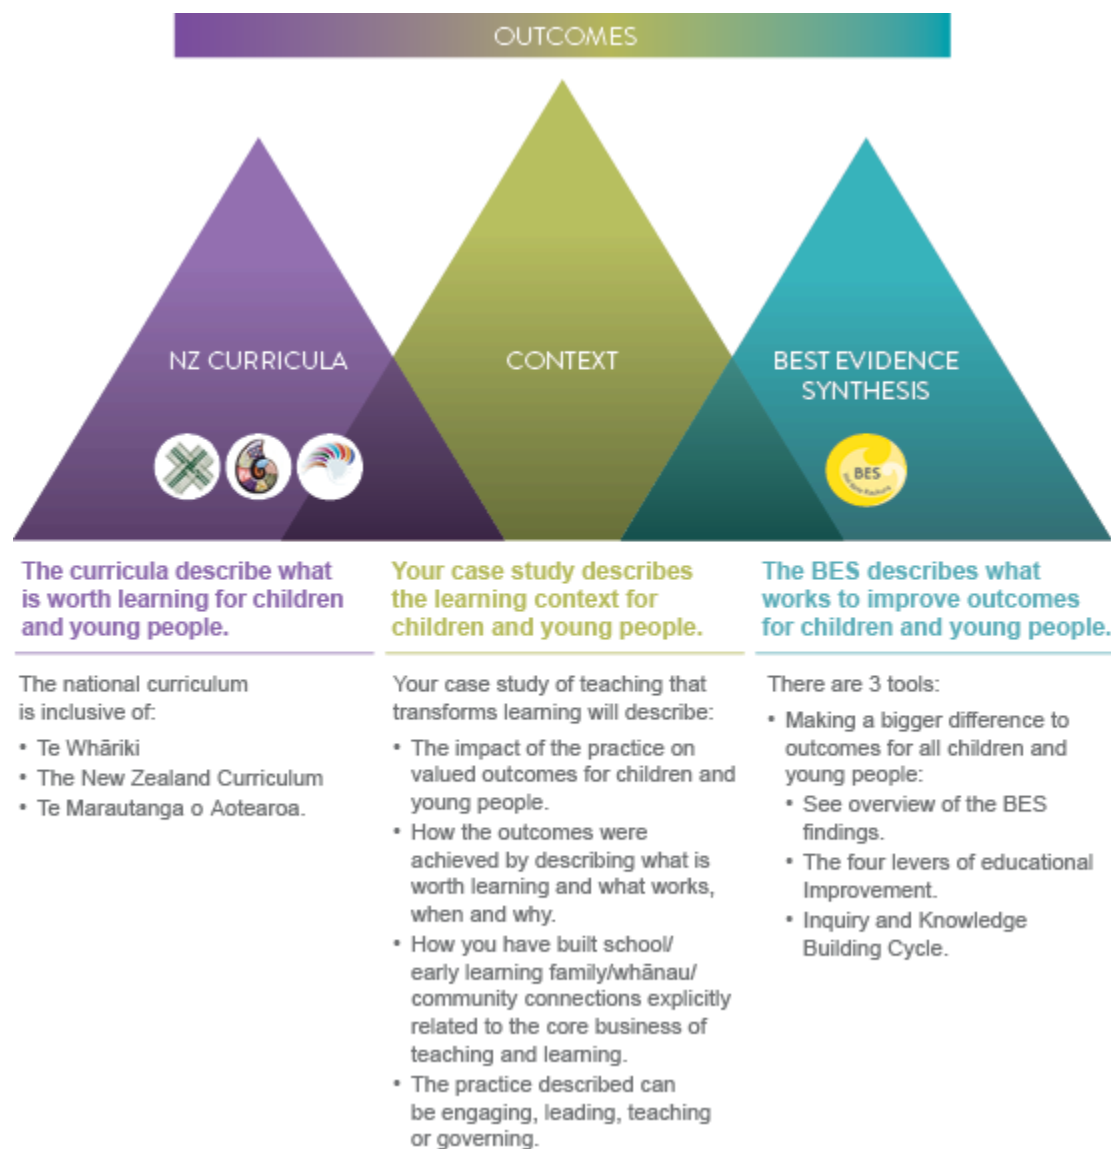 OUTCOMES
NZ CURRICULA
CONTEXT
BEST EVIDENCE
SYNTHESIS
BES
The curricula describe what
is worth learning for children
and young people.
The national curriculum
is inclusive of:
• Te Whāriki
• The New Zealand Curriculum
• Te Marautanga o Aotearoa.
Your case study describes
the learning context for
children and young people.
Your case study of teaching that
transforms learning will describe:
• The impact of the practice on
valued outcomes for children and
young people.
• How the outcomes were
achieved by describing what is
worth learning and what works,
when and why.
• How you have built school/
early learning family/whānau/
community connections explicitly
related to the core business of
teaching and learning.
• The practice described can
be engaging, leading, teaching
or governing.
The BES describes what
works to improve outcomes
for children and young people.
There are 3 tools:
• Making a bigger difference to
outcomes for all children and
young people:
• See overview of the BES
findings.
• The four levers of educational
Improvement.
• Inquiry and Knowledge
Building Cycle.